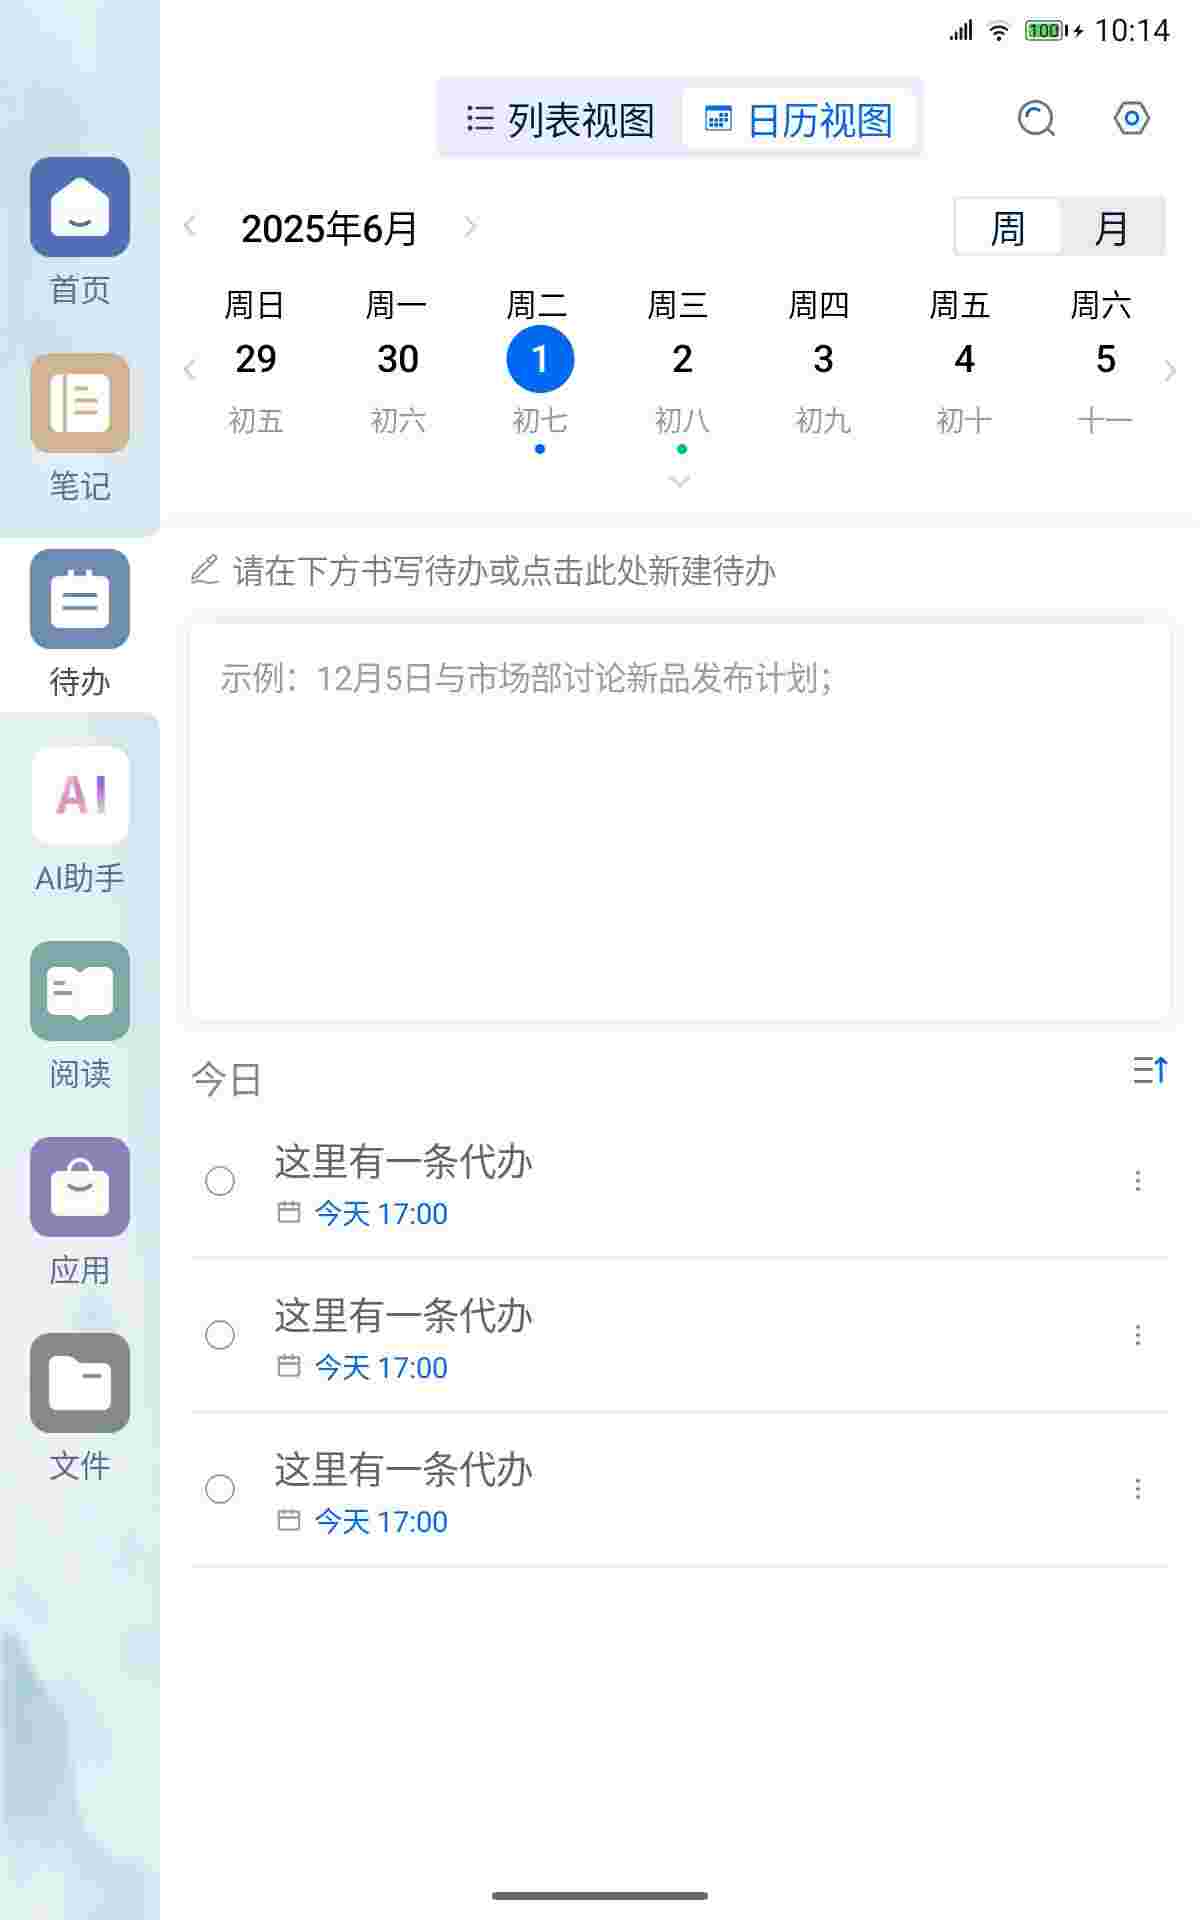 100 10:14
列表视图 日历视图
2025年6月 周 月
周日 周一 周二 周三 周四 周五 周六
29 30 1 2 3 4 5
初五 初六 初七 初八 初九 初十 十一
请在下方书写待办或点击此处新建待办
示例：12月5日与市场部讨论新品发布计划；
今日
这里有一条代办
今天 17:00
这里有一条代办
今天 17:00
这里有一条代办
今天 17:00
首页
笔记
待办
AI
AI助手
阅读
应用
文件